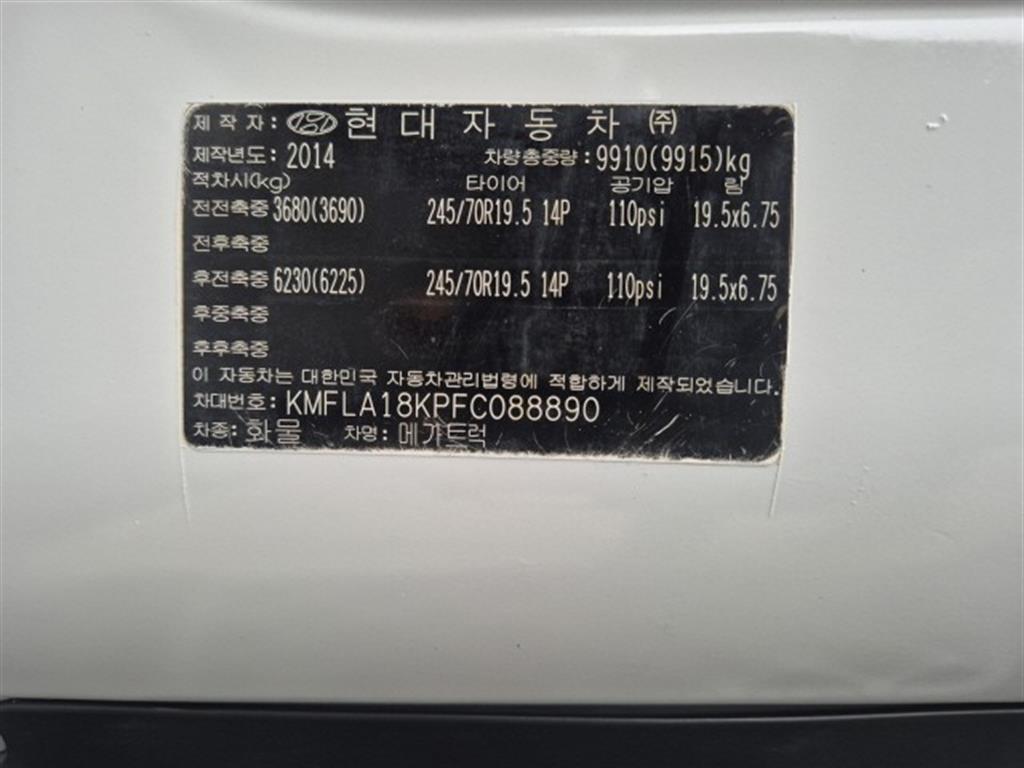 제 작 자 : 현 대 자 동 차 ㈜
제작년도 : 2014 차량총중량 : 9910(9915)kg
적차시(kg) 타이어 공기압 림
전전축중 3680(3690) 245/70R19.5 14P 110psi 19.5x6.75
전후축중
후전축중 6230(6225) 245/70R19.5 14P 110psi 19.5x6.75
후중축중
후후축중
이 자동차는 대한민국 자동차관리법령에 적합하게 제작되었습니다.
차대번호: KMFLA18KPFC088890
차종: 화 물 차명: 메가트럭